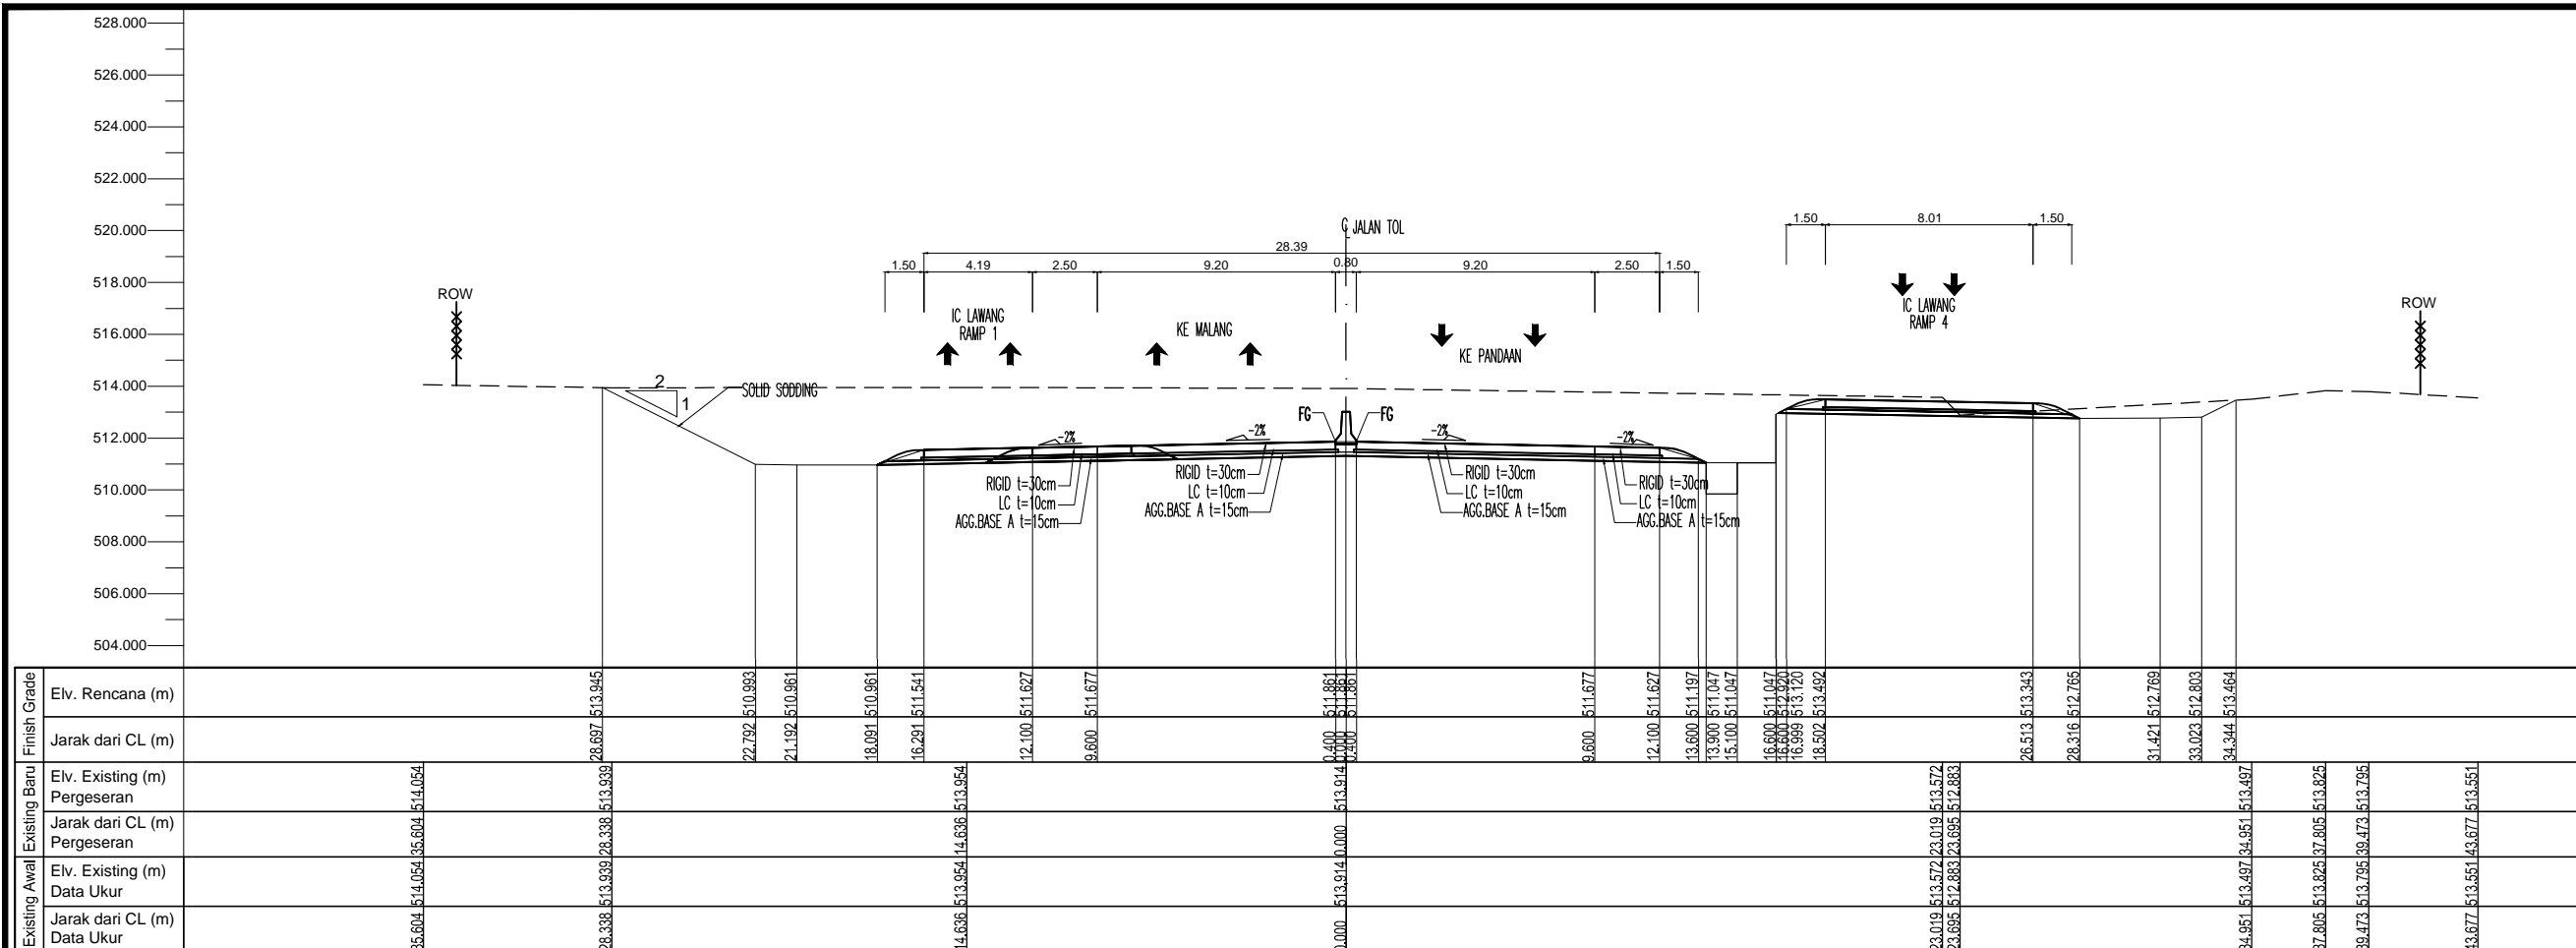 528.000
526.000
524.000
522.000
520.000
518.000
516.000
514.000
512.000
510.000
508.000
506.000
504.000
JALAN TOL
28.39
1.50
4.19
2.50
9.20
0.80
9.20
2.50
1.50
1.50
8.01
1.50
ROW
IC LAWANG
RAMP 1
KE MALANG
KE PANDAAN
IC LAWANG
RAMP 4
ROW
2
1
SOLID SODDING
FG
FG
-2%
-2%
-2%
-2%
RIGID t=30cm
LC t=10cm
AGG.BASE A t=15cm
RIGID t=30cm
LC t=10cm
AGG.BASE A t=15cm
RIGID t=30cm
LC t=10cm
AGG.BASE A t=15cm
RIGID t=30cm
LC t=10cm
AGG.BASE A t=15cm
Finish Grade
Elv. Rencana (m)
513.945 510.993 510.961 510.961 511.541 511.627 511.677 511.861 511.861 511.861 511.677 511.627 511.197 511.047 511.047 511.047 512.920 513.120 513.492 513.343 512.765 512.769 512.803 513.464
Jarak dari CL (m)
28.697 22.792 21.192 18.091 16.291 12.100 9.600 0.400 0.000 0.400 9.600 12.100 13.600 13.900 15.100 16.600 16.600 16.999 18.502 26.513 28.316 31.421 33.023 34.344
Existing Baru
Elv. Existing (m)
Pergeseran
514.054 513.939 513.954 513.914 513.572 512.883 513.497 513.825 513.795 513.551
Jarak dari CL (m)
Pergeseran
35.604 28.338 14.636 0.000 23.019 23.695 34.951 37.805 39.473 43.677
Existing Awal
Elv. Existing (m)
Data Ukur
514.054 513.939 513.954 513.914 513.572 512.883 513.497 513.825 513.795 513.551
Jarak dari CL (m)
Data Ukur
35.604 28.338 14.636 0.000 23.019 23.695 34.951 37.805 39.473 43.677